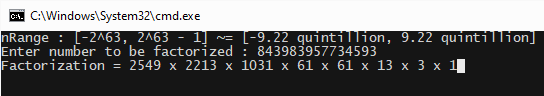 C:\Windows\System32\cmd.exe
nRange : [-2^63, 2^63 - 1] ~= [-9.22 quintillion, 9.22 quintillion]
Enter number to be factorized : 843983957734593
Factorization = 2549 x 2213 x 1031 x 61 x 61 x 13 x 3 x 1